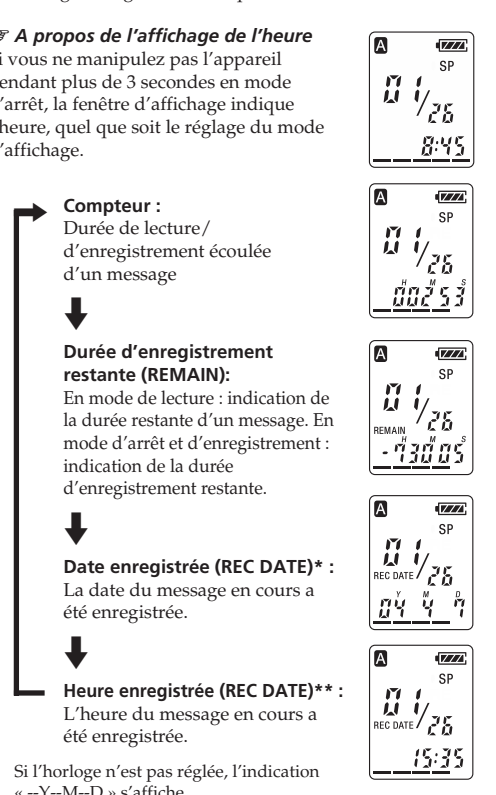 ☞ A propos de l’affichage de l’heure
si vous ne manipulez pas l’appareil
pendant plus de 3 secondes en mode
d’arrêt, la fenêtre d’affichage indique
l’heure, quel que soit le réglage du mode
d’affichage.
A
SP
01/26
8:45
Compteur :
Durée de lecture/
d’enregistrement écoulée
d’un message
A
SP
01/26
H M S
00253
Durée d’enregistrement
restante (REMAIN):
En mode de lecture : indication de
la durée restante d’un message. En
mode d’arrêt et d’enregistrement :
indication de la durée
d’enregistrement restante.
A
SP
01/26
REMAIN
H M S
-73005
Date enregistrée (REC DATE)* :
La date du message en cours a
été enregistrée.
A
SP
01/26
REC DATE
Y M D
04 4 7
Heure enregistrée (REC DATE)** :
L’heure du message en cours a
été enregistrée.
A
SP
01/26
REC DATE
15:35
Si l’horloge n’est pas réglée, l’indication
« --Y--M--D » s’affiche